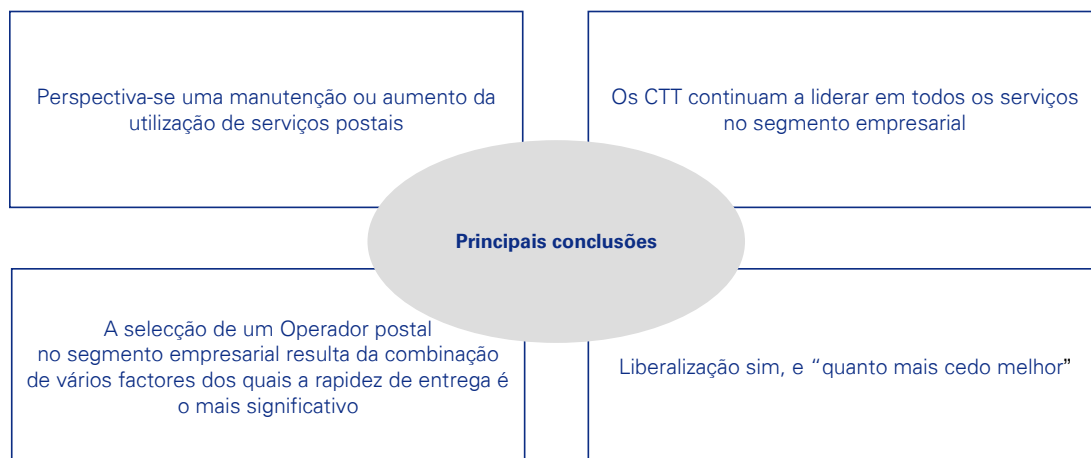 Perspectiva-se uma manutenção ou aumento da
utilização de serviços postais
Os CTT continuam a liderar em todos os serviços
no segmento empresarial
Principais conclusões
A selecção de um Operador postal
no segmento empresarial resulta da combinação
de vários factores dos quais a rapidez de entrega é
o mais significativo
Liberalização sim, e “quanto mais cedo melhor”